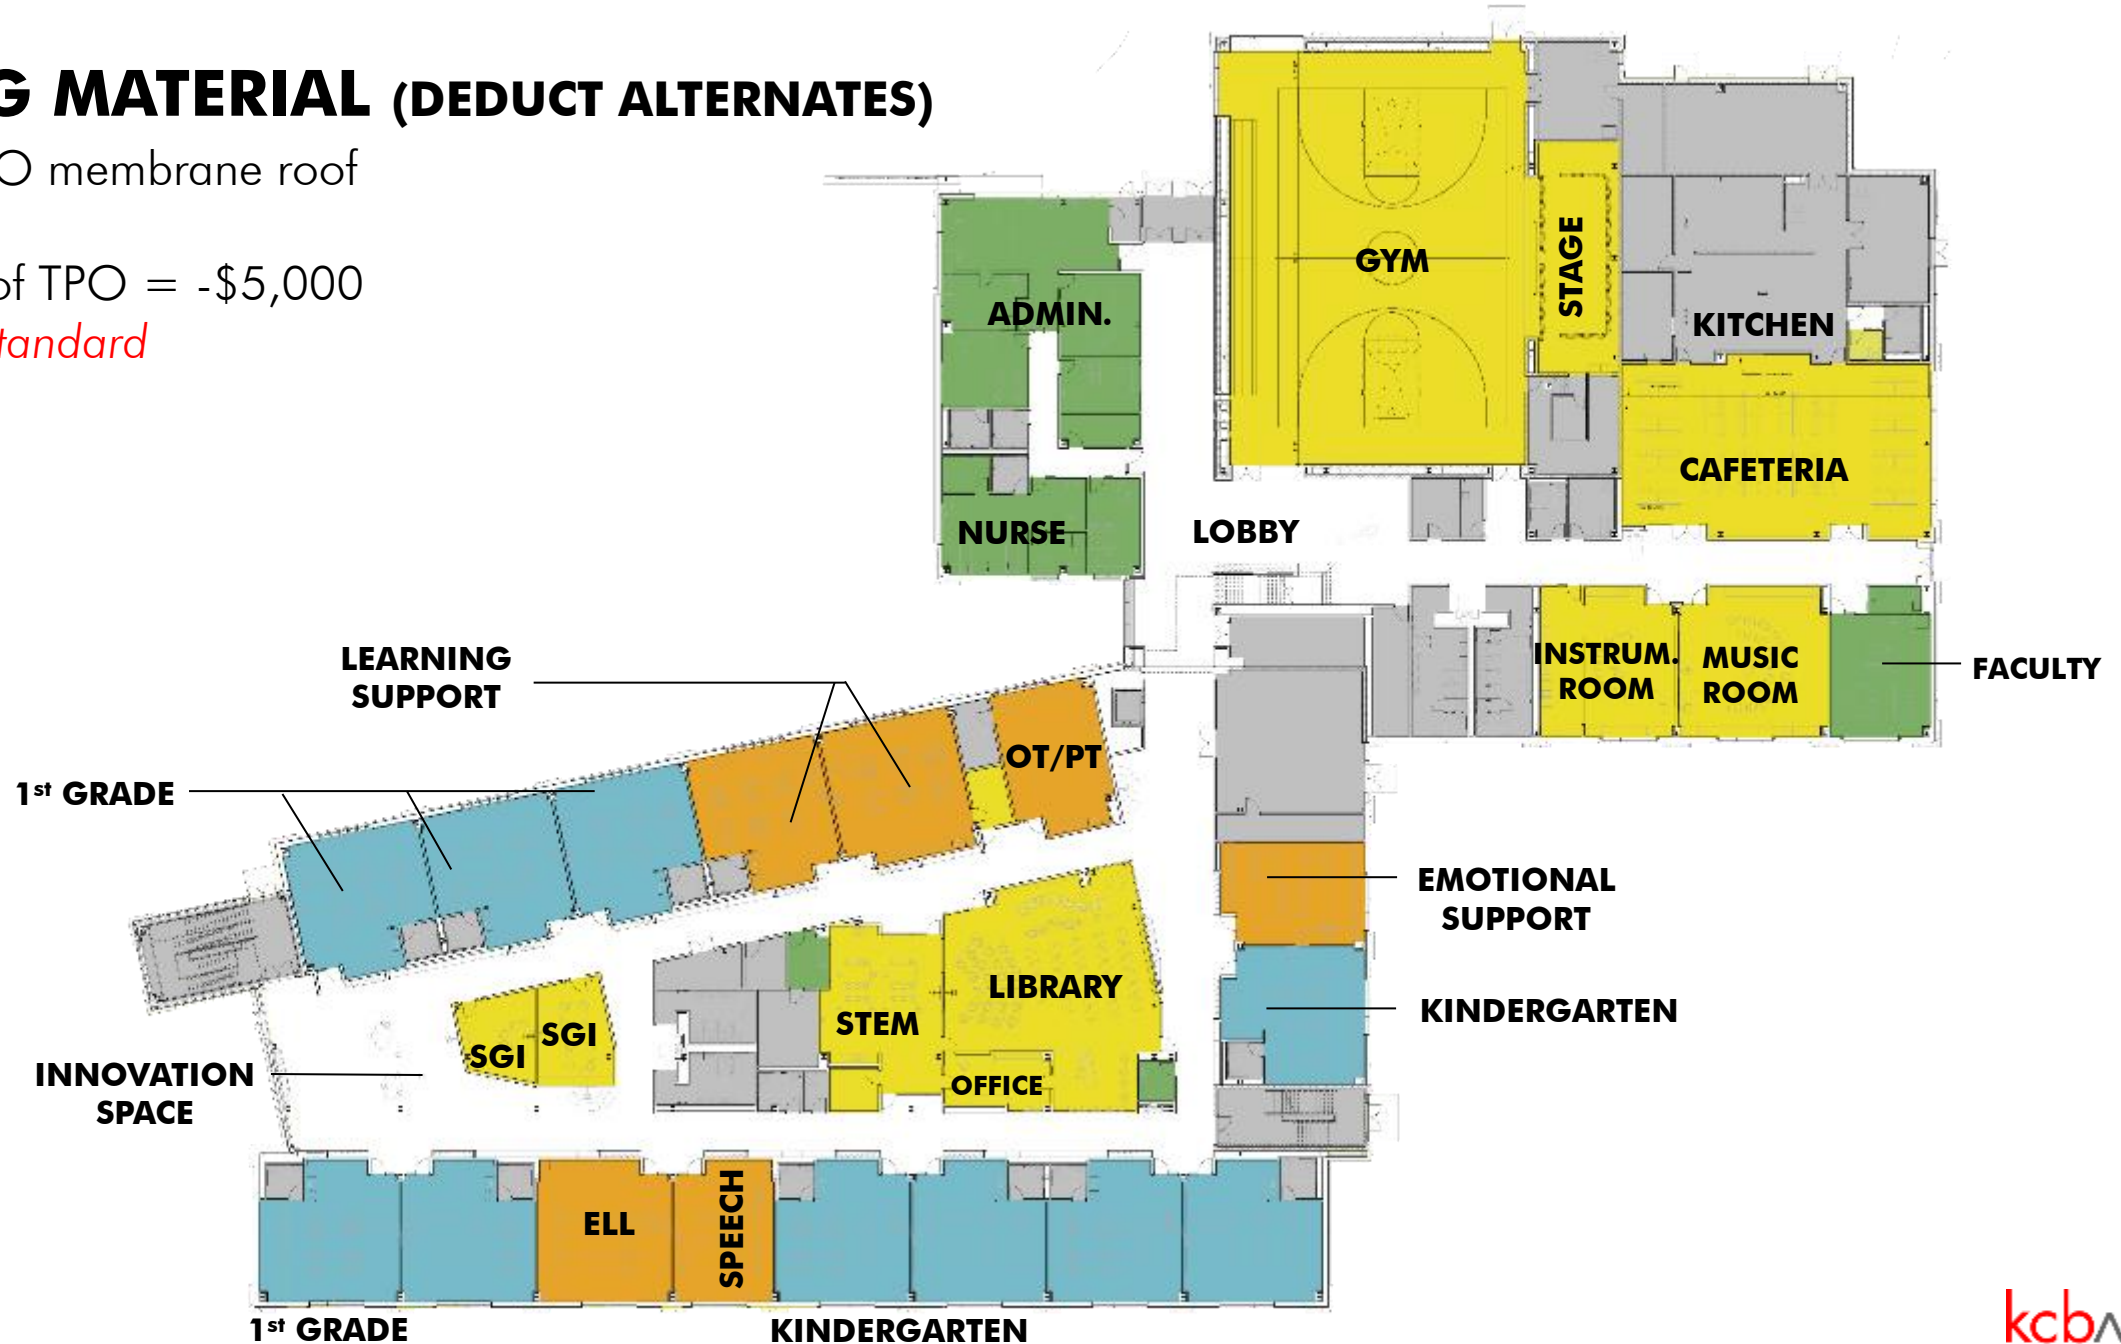 G MATERIAL (DEDUCT ALTERNATES)
O membrane roof
of TPO = -$5,000
tandard
GYM
STAGE
ADMIN.
KITCHEN
CAFETERIA
NURSE
LOBBY
LEARNING
SUPPORT
INSTRUM.
ROOM
MUSIC
ROOM
FACULTY
OT/PT
1st GRADE
EMOTIONAL
SUPPORT
LIBRARY
STEM
KINDERGARTEN
SGI
SGI
OFFICE
INNOVATION
SPACE
ELL
SPEECH
1st GRADE
KINDERGARTEN
kcb